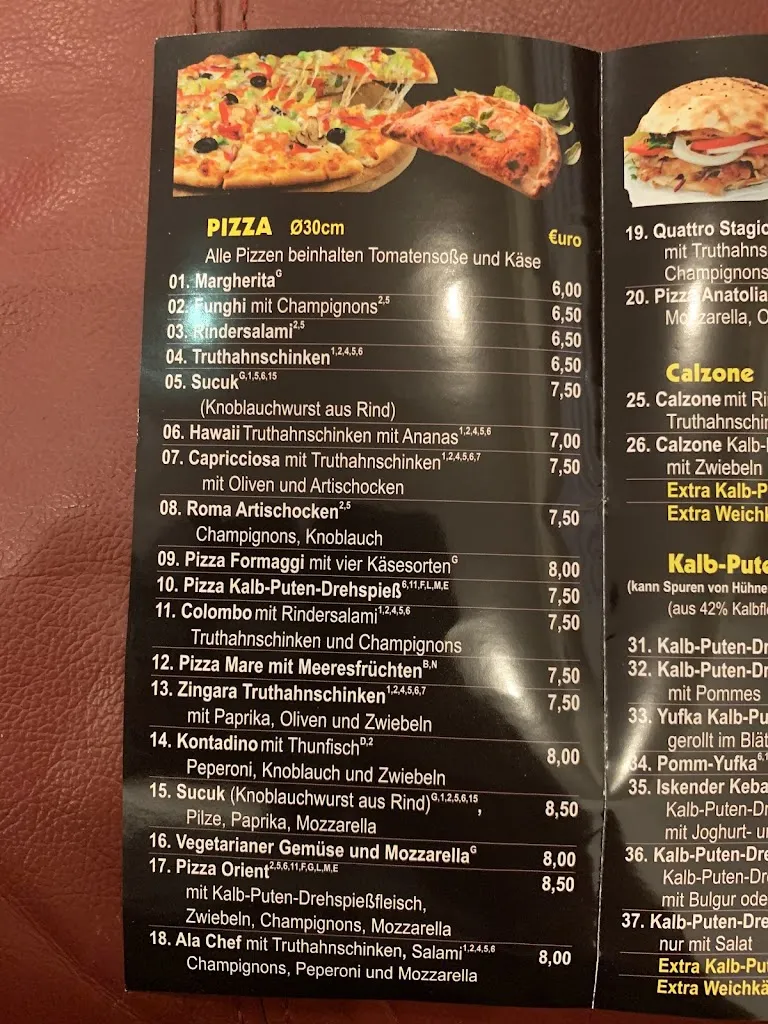 PIZZA Ø30cm
€uro
Alle Pizzen beinhalten Tomatensoße und Käse
01. Margherita G 6,00
02. Funghi mit Champignons 2,5 6,50
03. Rindersalami 2,5 6,50
04. Truthahnschinken 1,2,4,5,6 6,50
05. Sucuk G,1,5,6,15 7,50
(Knoblauchwurst aus Rind)
06. Hawaii Truthahnschinken mit Ananas 1,2,4,5,6 7,00
07. Capricciosa mit Truthahnschinken 1,2,4,5,6,7 7,50
mit Oliven und Artischocken
08. Roma Artischocken 2,5 7,50
Champignons, Knoblauch
09. Pizza Formaggi mit vier Käsesorten G 8,00
10. Pizza Kalb-Puten-Drehspieß 6,11,F,L,M,E 7,50
11. Colombo mit Rindersalami 1,2,4,5,6 7,50
Truthahnschinken und Champignons
12. Pizza Mare mit Meeresfrüchten B,N 7,50
13. Zingara Truthahnschinken 1,2,4,5,6,7 7,50
mit Paprika, Oliven und Zwiebeln
14. Kontadino mit Thunfisch D,2 8,00
Peperoni, Knoblauch und Zwiebeln
15. Sucuk (Knoblauchwurst aus Rind) G,1,2,5,6,15, 8,50
Pilze, Paprika, Mozzarella
16. Vegetarianer Gemüse und Mozzarella G 8,00
17. Pizza Orient 2,5,6,11,F,G,L,M,E 8,50
mit Kalb-Puten-Drehspießfleisch,
Zwiebeln, Champignons, Mozzarella
18. Ala Chef mit Truthahnschinken, Salami 1,2,4,5,6 8,00
Champignons, Peperoni und Mozzarella
19. Quattro Stagio
mit Truthahns
Champignons
20. Pizza Anatolia
Mozzarella, O
Calzone
25. Calzone mit Ri
Truthahnschin
26. Calzone Kalb-
mit Zwiebeln
Extra Kalb-P
Extra Weichk
Kalb-Pute
(kann Spuren von Hühne
(aus 42% Kalbfl
31. Kalb-Puten-Dr
32. Kalb-Puten-Dr
mit Pommes
33. Yufka Kalb-Pu
gerollt im Blät
34. Pomm-Yufka 6,1
35. Iskender Keba
Kalb-Puten-Dr
mit Joghurt- u
36. Kalb-Puten-Dre
Kalb-Puten-Dre
mit Bulgur ode
37. Kalb-Puten-Dre
nur mit Salat
Extra Kalb-Pu
Extra Weichkä